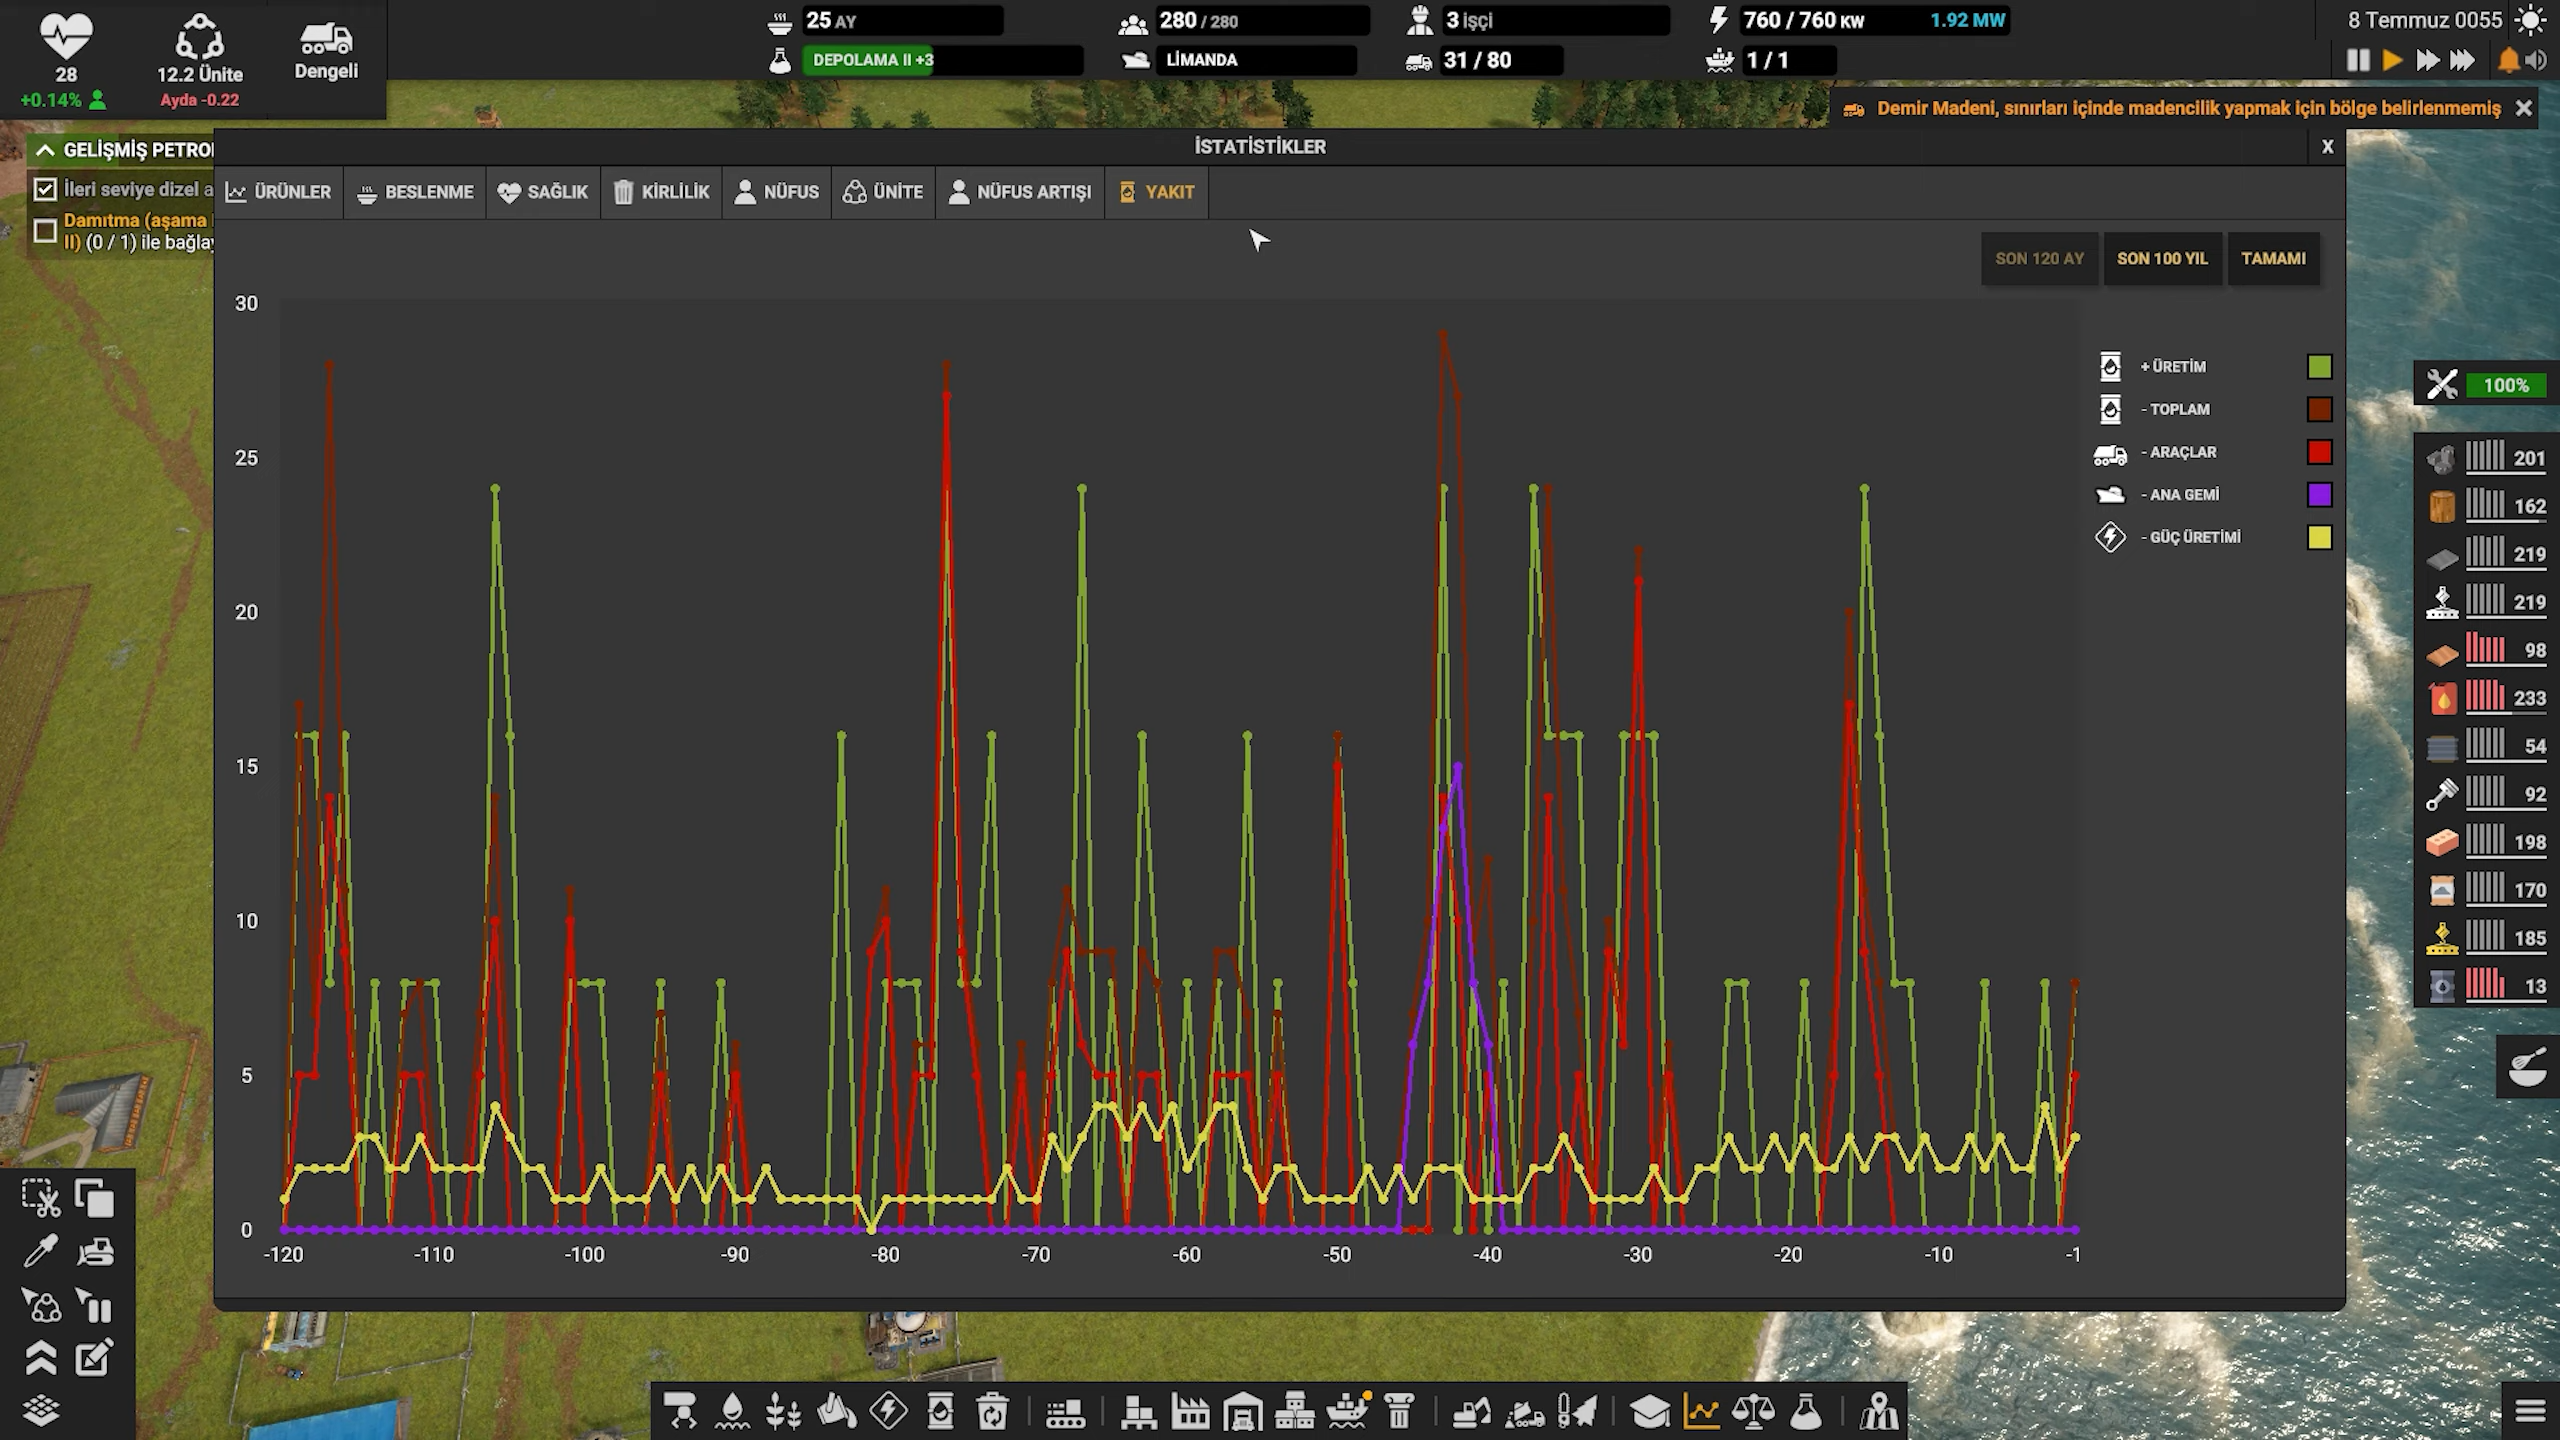 28
+0.14%
12.2 Ünite
Ayda -0.22
Dengeli
25 AY
DEPOLAMA II +3
280 / 280
LİMANDA
3 işçi
31 / 80
760 / 760 KW
1.92 MW
1 / 1
8 Temmuz 0055
Demir Madeni, sınırları içinde madencilik yapmak için bölge belirlenmemiş
GELİŞMİŞ PETROL
İleri seviye dizel a
Damıtma (aşama
II) (0 / 1) ile bağlay
İSTATİSTİKLER
X
ÜRÜNLER
BESLENME
SAĞLIK
KİRLİLİK
NÜFUS
ÜNİTE
NÜFUS ARTIŞI
YAKIT
SON 120 AY
SON 100 YIL
TAMAMI
30
25
20
15
10
5
0
-120
-110
-100
-90
-80
-70
-60
-50
-40
-30
-20
-10
-1
+ ÜRETİM
- TOPLAM
- ARAÇLAR
- ANA GEMİ
- GÜÇ ÜRETİMİ
100%
201
162
219
219
98
233
54
92
198
170
185
13